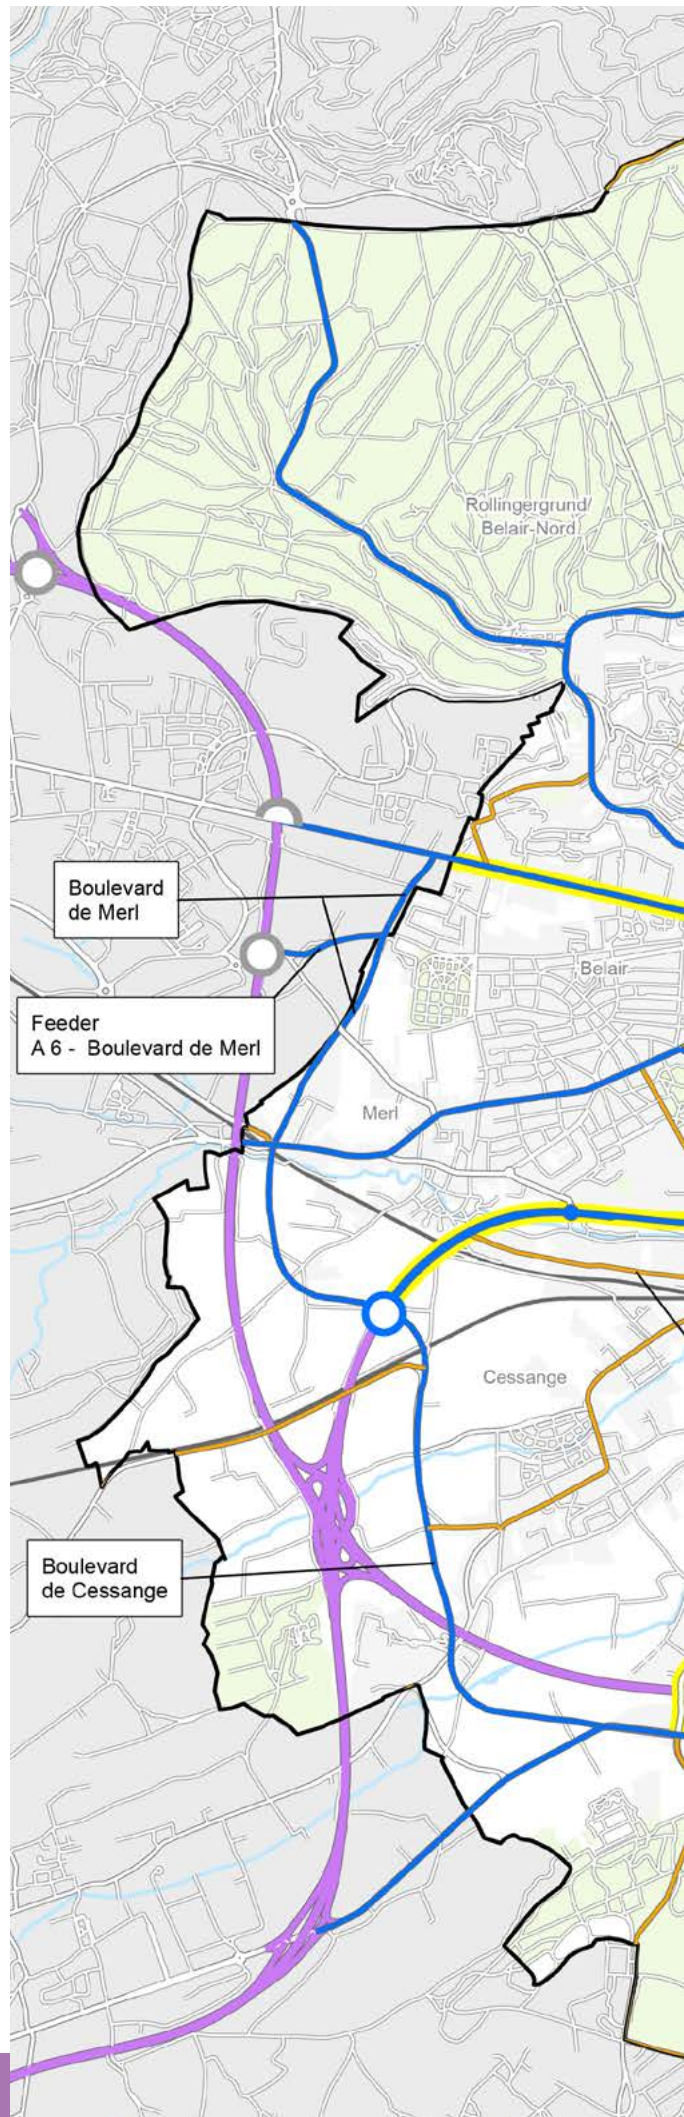 Rollingergrund/
Belair-Nord
Boulevard
de Merl
Belair
Feeder
A 6 - Boulevard de Merl
Merl
Cessange
Boulevard
de Cessange